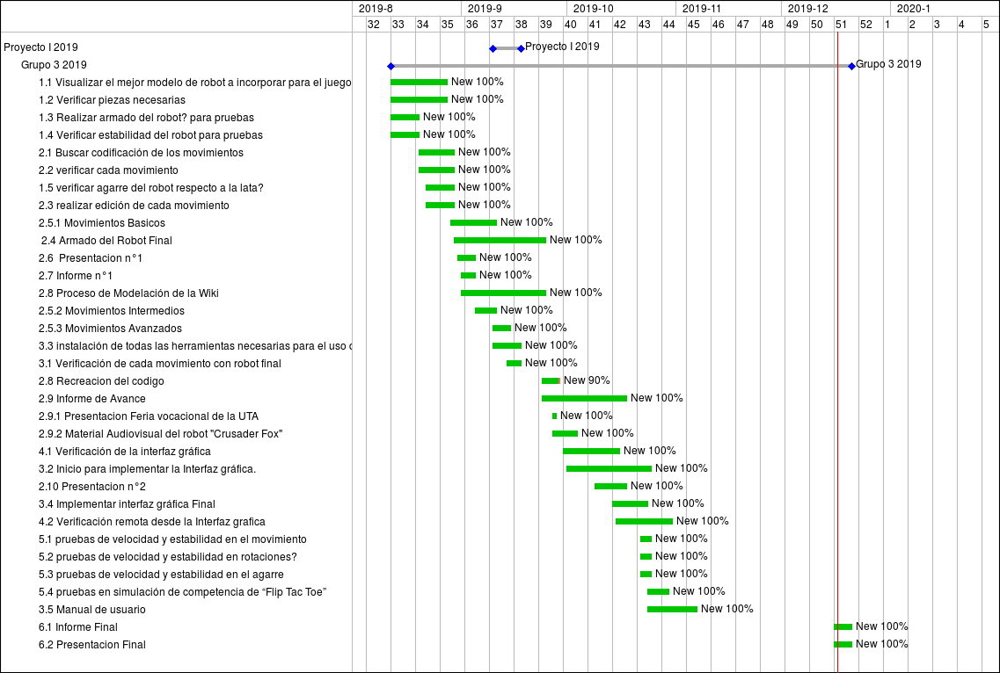 2019-8 2019-9 2019-10 2019-11 2019-12 2020-1
32 33 34 35 36 37 38 39 40 41 42 43 44 45 46 47 48 49 50 51 52 1 2 3 4 5
Proyecto I 2019 Proyecto I 2019
Grupo 3 2019 Grupo 3 2019
1.1 Visualizar el mejor modelo de robot a incorporar para el juego New 100%
1.2 Verificar piezas necesarias New 100%
1.3 Realizar armado del robot? para pruebas New 100%
1.4 Verificar estabilidad del robot para pruebas New 100%
2.1 Buscar codificación de los movimientos New 100%
2.2 verificar cada movimiento New 100%
1.5 verificar agarre del robot respecto a la lata? New 100%
2.3 realizar edición de cada movimiento New 100%
2.5.1 Movimientos Basicos New 100%
2.4 Armado del Robot Final New 100%
2.6 Presentacion n°1 New 100%
2.7 Informe n°1 New 100%
2.8 Proceso de Modelación de la Wiki New 100%
2.5.2 Movimientos Intermedios New 100%
2.5.3 Movimientos Avanzados New 100%
3.3 instalación de todas las herramientas necesarias para el uso New 100%
3.1 Verificación de cada movimiento con robot final New 100%
2.8 Recreacion del codigo New 90%
2.9 Informe de Avance New 100%
2.9.1 Presentacion Feria vocacional de la UTA New 100%
2.9.2 Material Audiovisual del robot "Crusader Fox" New 100%
4.1 Verificación de la interfaz gráfica New 100%
3.2 Inicio para implementar la Interfaz gráfica. New 100%
2.10 Presentacion n°2 New 100%
3.4 Implementar interfaz gráfica Final New 100%
4.2 Verificación remota desde la Interfaz grafica New 100%
5.1 pruebas de velocidad y estabilidad en el movimiento New 100%
5.2 pruebas de velocidad y estabilidad en rotaciones? New 100%
5.3 pruebas de velocidad y estabilidad en el agarre New 100%
5.4 pruebas en simulación de competencia de “Flip Tac Toe” New 100%
3.5 Manual de usuario New 100%
6.1 Informe Final New 100%
6.2 Presentacion Final New 100%